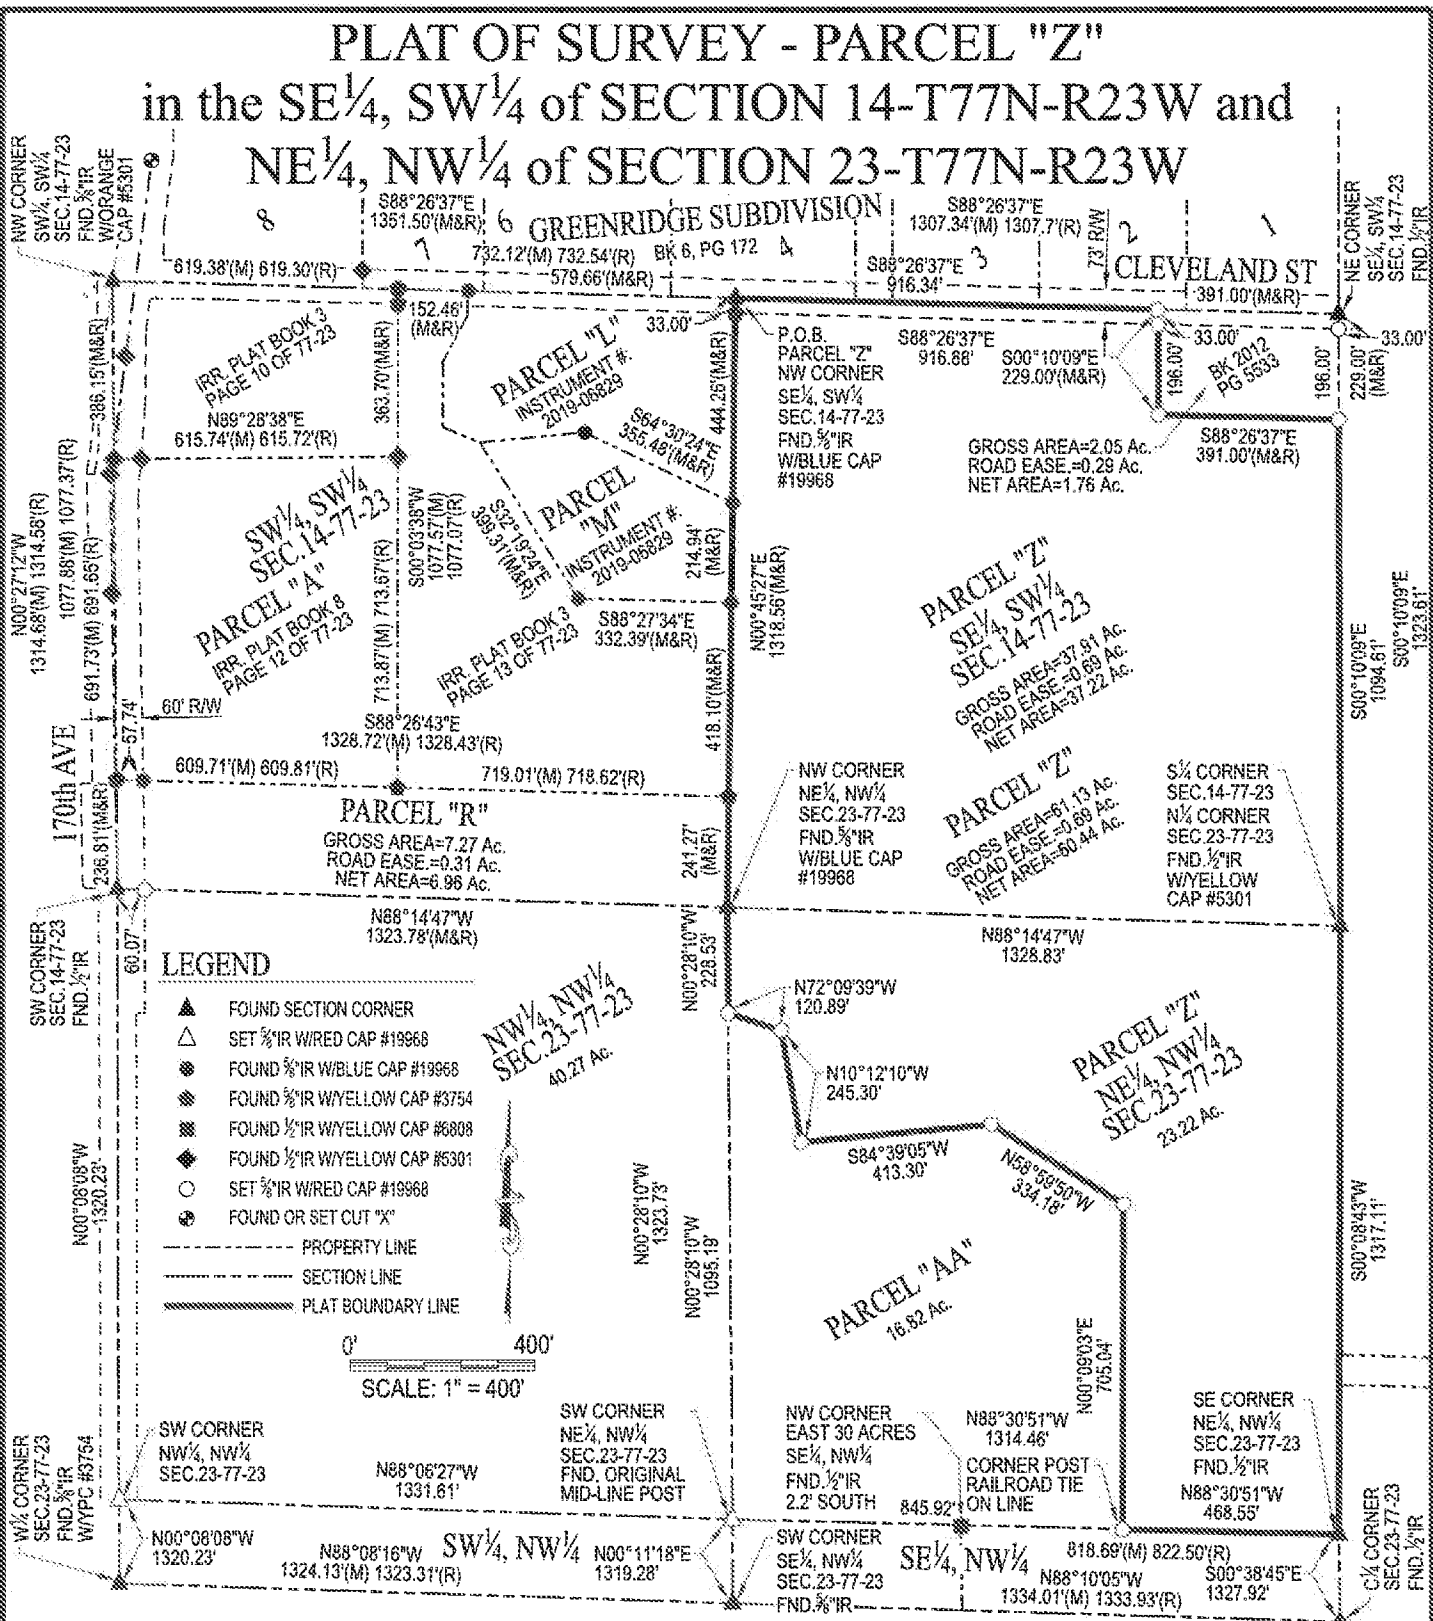 PLAT OF SURVEY - PARCEL "Z"
in the SE¼, SW¼ of SECTION 14-T77N-R23W and
NE¼, NW¼ of SECTION 23-T77N-R23W
NW CORNER
SW¼, SW¼
SEC.14-77-23
FND.⅝"IR
W/ORANGE
CAP #5301
8
S88°26'37"E
1351.50'(M&R)
7
6
GREENRIDGE SUBDIVISION
BK 6, PG 172
4
S88°26'37"E
1307.34'(M) 1307.7'(R)
3
73' R/W
2
1
CLEVELAND ST
NE CORNER
SE¼, SW¼
SEC.14-77-23
FND.½"IR
619.38'(M) 619.30'(R)
732.12'(M) 732.54'(R)
579.66'(M&R)
S88°26'37"E
916.34'
391.00'(M&R)
152.46'
(M&R)
33.00'
P.O.B.
PARCEL "Z"
NW CORNER
SE¼, SW¼
SEC.14-77-23
FND.⅝"IR
W/BLUE CAP
#19968
S88°26'37"E
916.88'
S00°10'09"E
229.00'(M&R)
33.00'
196.00'
BK 2012
PG 5533
196.00'
229.00'
(M&R)
33.00'
GROSS AREA=2.05 Ac.
ROAD EASE.=0.29 Ac.
NET AREA=1.76 Ac.
S88°26'37"E
391.00'(M&R)
386.15'(M&R)
IRR. PLAT BOOK 3
PAGE 10 OF 77-23
363.70'(M&R)
N89°28'38"E
615.74'(M) 615.72'(R)
PARCEL "L"
INSTRUMENT #:
2019-06829
S64°30'24"E
355.48'(M&R)
444.26'(M&R)
N00°27'12"W
1314.68'(M) 1314.58'(R)
1077.88'(M) 1077.37'(R)
691.73'(M) 691.65'(R)
SW¼, SW¼
SEC.14-77-23
PARCEL "A"
IRR. PLAT BOOK 8
PAGE 12 OF 77-23
S00°03'38"W
1077.57'(M)
1077.07'(R)
713.87'(M) 713.67'(R)
S32°19'24"E
399.31'(M&R)
PARCEL
"M"
INSTRUMENT #:
2019-06829
214.94'
(M&R)
S88°27'34"E
332.39'(M&R)
IRR. PLAT BOOK 3
PAGE 13 OF 77-23
418.10'(M&R)
N00°45'27"E
1318.56'(M&R)
PARCEL "Z"
SE¼, SW¼
SEC.14-77-23
GROSS AREA=37.91 Ac.
ROAD EASE.=0.69 Ac.
NET AREA=37.22 Ac.
S00°10'09"E
1094.61'
S00°10'09"E
1323.61'
60' R/W
57.74'
170th AVE
S88°26'43"E
1328.72'(M) 1328.43'(R)
609.71'(M) 609.81'(R)
719.01'(M) 718.62'(R)
236.81'(M&R)
PARCEL "R"
GROSS AREA=7.27 Ac.
ROAD EASE.=0.31 Ac.
NET AREA=6.96 Ac.
241.27'
(M&R)
NW CORNER
NE¼, NW¼
SEC.23-77-23
FND.⅝"IR
W/BLUE CAP
#19968
PARCEL "Z"
GROSS AREA=61.13 Ac.
ROAD EASE.=0.69 Ac.
NET AREA=60.44 Ac.
S¼ CORNER
SEC.14-77-23
N¼ CORNER
SEC.23-77-23
FND.½"IR
W/YELLOW
CAP #5301
SW CORNER
SEC.14-77-23
FND.½"IR
60.07'
N88°14'47"W
1323.78'(M&R)
N88°14'47"W
1328.83'
LEGEND
FOUND SECTION CORNER
SET ⅝"IR W/RED CAP #19968
FOUND ⅝"IR W/BLUE CAP #19968
FOUND ⅝"IR W/YELLOW CAP #3754
FOUND ½"IR W/YELLOW CAP #6808
FOUND ½"IR W/YELLOW CAP #5301
SET ⅝"IR W/RED CAP #19968
FOUND OR SET CUT "X"
PROPERTY LINE
SECTION LINE
PLAT BOUNDARY LINE
0' 400'
SCALE: 1" = 400'
NW¼, NW¼
SEC.23-77-23
40.27 Ac.
N00°28'10"W
228.53'
N72°09'39"W
120.89'
N10°12'10"W
245.30'
S84°39'05"W
413.30'
N58°59'50"W
334.18'
PARCEL "Z"
NE¼, NW¼
SEC.23-77-23
23.22 Ac.
N00°08'08"W
1320.23'
N00°28'10"W
1323.73'
N00°28'10"W
1095.19'
PARCEL "AA"
16.82 Ac.
N00°09'03"E
705.04'
S00°08'43"W
1317.11'
W¼ CORNER
SEC.23-77-23
FND.⅝"IR
W/YPC #3754
SW CORNER
NW¼, NW¼
SEC.23-77-23
N88°06'27"W
1331.61'
SW CORNER
NE¼, NW¼
SEC.23-77-23
FND. ORIGINAL
MID-LINE POST
NW CORNER
EAST 30 ACRES
SE¼, NW¼
FND.½"IR
2.2' SOUTH
845.92'
N88°30'51"W
1314.46'
CORNER POST
RAILROAD TIE
ON LINE
SE CORNER
NE¼, NW¼
SEC.23-77-23
FND.½"IR
N88°30'51"W
468.55'
N00°08'08"W
1320.23'
N88°08'16"W
1324.13'(M) 1323.31'(R)
SW¼, NW¼
N00°11'18"E
1319.28'
SW CORNER
SE¼, NW¼
SEC.23-77-23
FND.⅝"IR
SE¼, NW¼
818.69'(M) 822.50'(R)
N88°10'05"W
1334.01'(M) 1333.93'(R)
S00°38'45"E
1327.92'
C¼ CORNER
SEC.23-77-23
FND.½"IR